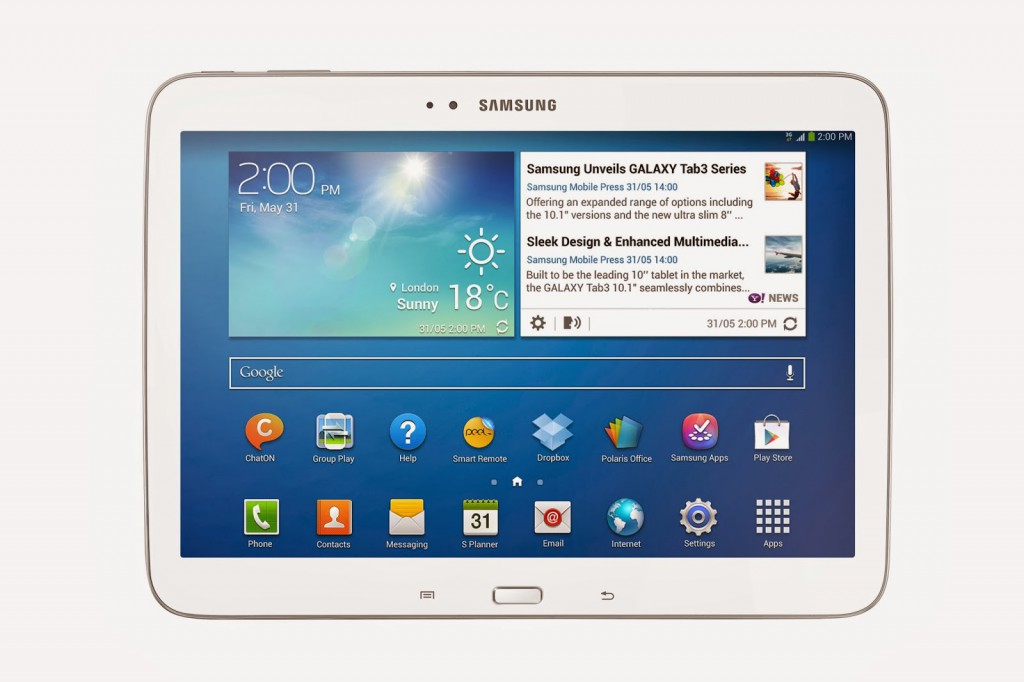 SAMSUNG
3G 2:00 PM
2:00 PM
Fri, May 31
London
Sunny 18°C
31/05 2:00 PM
Samsung Unveils GALAXY Tab3 Series
Samsung Mobile Press 31/05 14:00
Offering an expanded range of options including
the 10.1" versions and the new ultra slim 8" ...
Sleek Design & Enhanced Multimedia...
Samsung Mobile Press 31/05 14:00
Built to be the leading 10" tablet in the market,
the GALAXY Tab3 10.1" seamlessly combines...
Y! NEWS
31/05 2:00 PM
Google
C ? peel
ChatON Group Play Help Smart Remote Dropbox Polaris Office Samsung Apps Play Store
31 @
Phone Contacts Messaging S Planner Email Internet Settings Apps